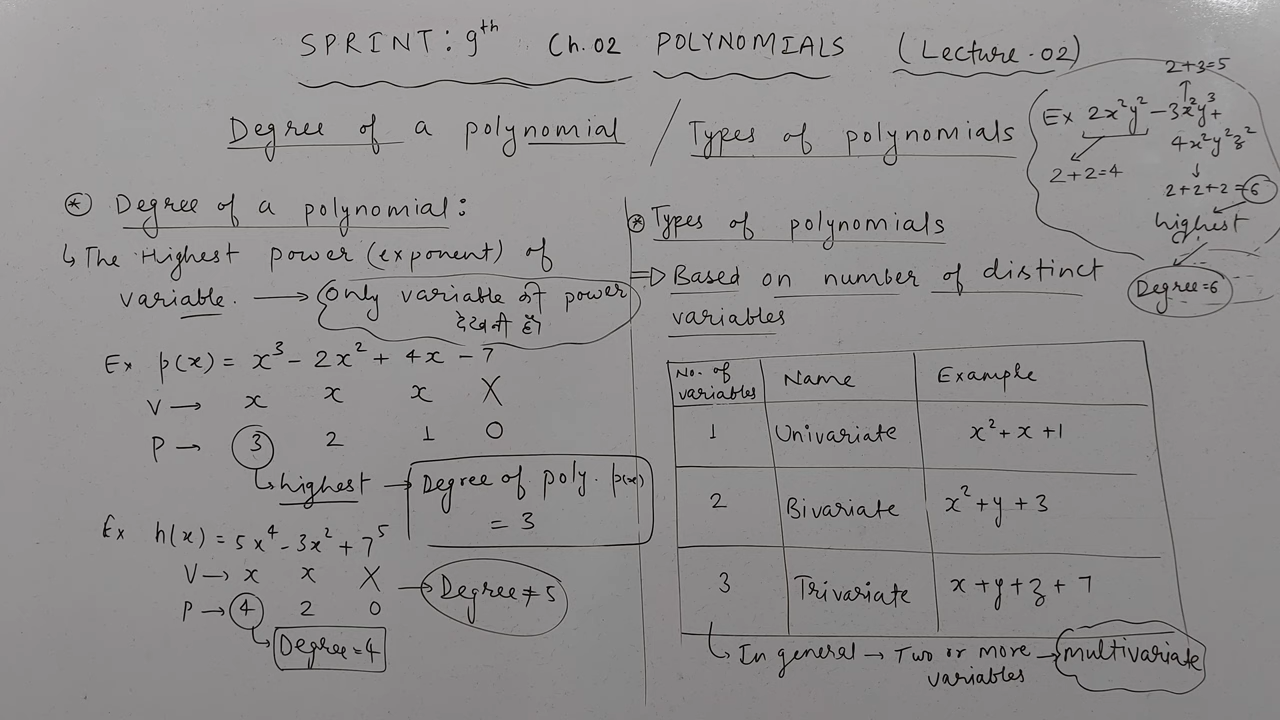 SPRINT: 9th Ch.02 POLYNOMIALS (Lecture-02)
Degree of a polynomial / Types of polynomials
⊛ Degree of a polynomial:
↳ The Highest power (exponent) of
variable. → Only variable की power
देखनी है।
Ex p(x) = x³ - 2x² + 4x - 7
V → x x x X
P → 3 2 1 0
↳ highest → Degree of poly. p(x)
= 3
Ex h(x) = 5x⁴ - 3x² + 7⁵
V → x x X → Degree ≠ 5
P → 4 2 0
↳ Degree = 4
2+3=5
Ex 2x²y² - 3x²y³ +
4x²y²z²
2+2=4
2+2+2=6
highest
Degree=6
⊛ Types of polynomials
⇒ Based on number of distinct
variables
No. of variables Name Example
1 Univariate x² + x + 1
2 Bivariate x² + y + 3
3 Trivariate x + y + z + 7
↳ In general → Two or more → multivariate
variables